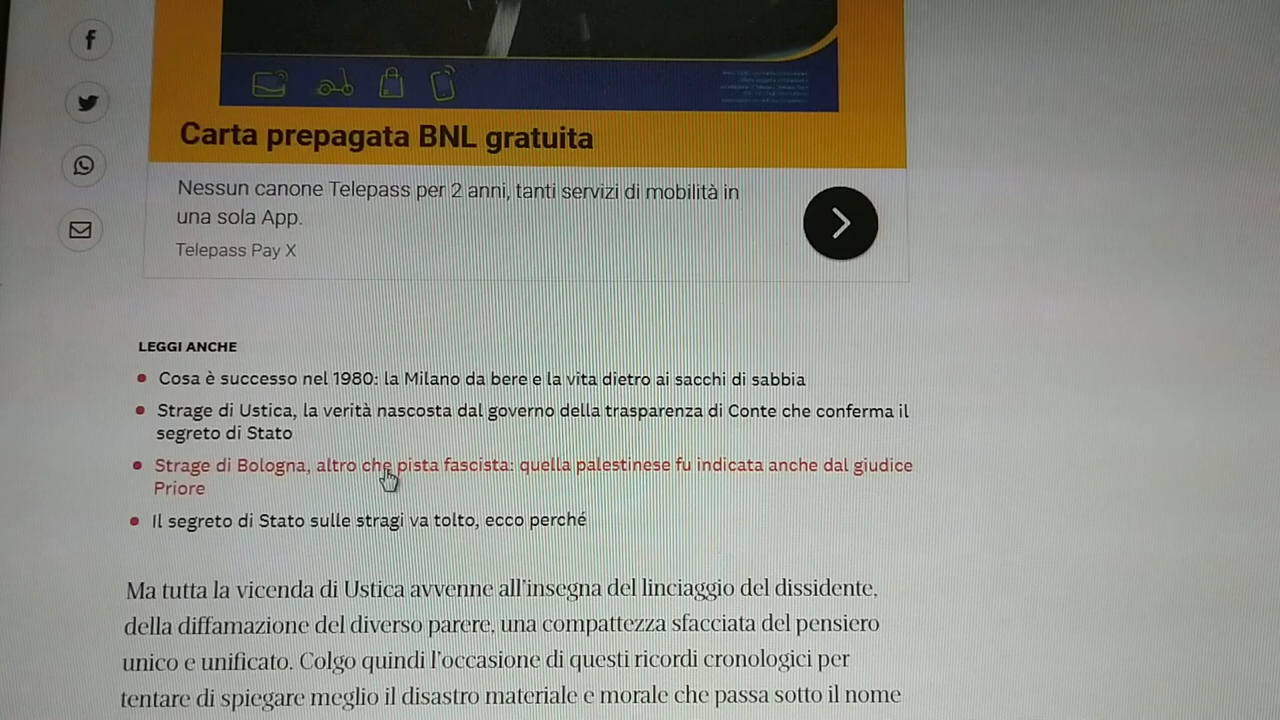 Carta prepagata BNL gratuita
Nessun canone Telepass per 2 anni, tanti servizi di mobilità in
una sola App.
Telepass Pay X
LEGGI ANCHE
Cosa è successo nel 1980: la Milano da bere e la vita dietro ai sacchi di sabbia
Strage di Ustica, la verità nascosta dal governo della trasparenza di Conte che conferma il
segreto di Stato
Strage di Bologna, altro che pista fascista: quella palestinese fu indicata anche dal giudice
Priore
Il segreto di Stato sulle stragi va tolto, ecco perché
Ma tutta la vicenda di Ustica avvenne all'insegna del linciaggio del dissidente,
della diffamazione del diverso parere, una compattezza sfacciata del pensiero
unico e unificato. Colgo quindi l'occasione di questi ricordi cronologici per
tentare di spiegare meglio il disastro materiale e morale che passa sotto il nome